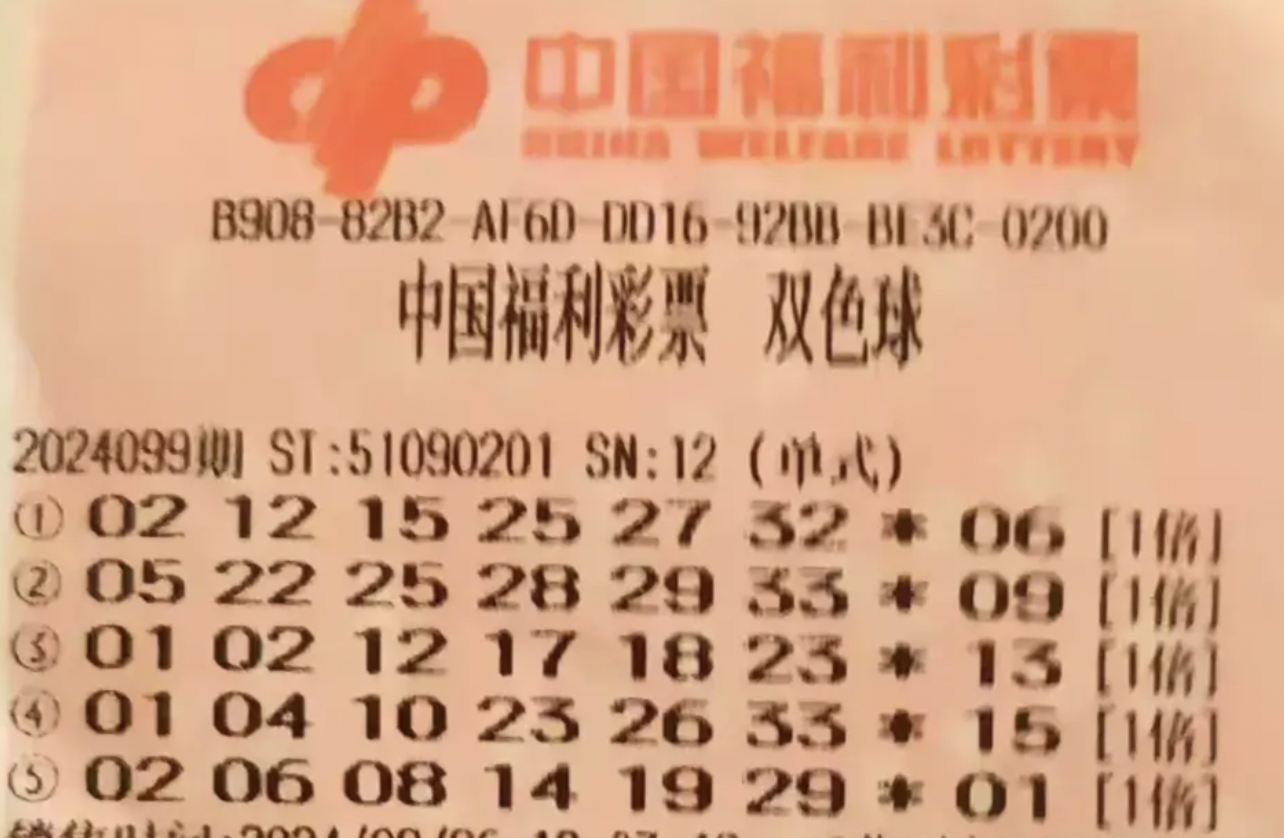 中国福利彩票
CHINA WELFARE LOTTERY
B908-82B2-AF6D-DD16-92BB-BE3C-0200
中国福利彩票 双色球
2024099期 ST:51090201 SN:12 (单式)
① 02 12 15 25 27 32 * 06 [1倍]
② 05 22 25 28 29 33 * 09 [1倍]
③ 01 02 12 17 18 23 * 13 [1倍]
④ 01 04 10 23 26 33 * 15 [1倍]
⑤ 02 06 08 14 19 29 * 01 [1倍]